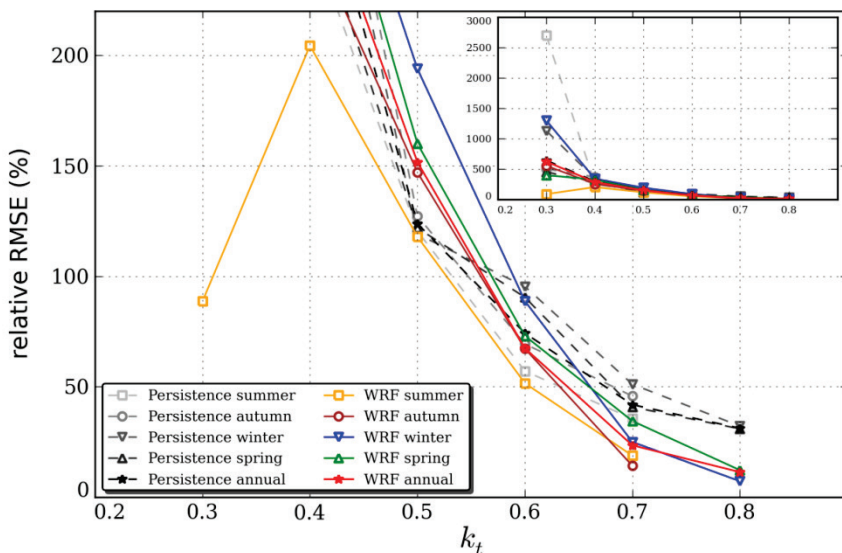 200
150
100
50
0
relative RMSE (%)
3000
2500
2000
1500
1000
500
0
0.2 0.3 0.4 0.5 0.6 0.7 0.8
Persistence summer WRF summer
Persistence autumn WRF autumn
Persistence winter WRF winter
Persistence spring WRF spring
Persistence annual WRF annual
0.2 0.3 0.4 0.5 0.6 0.7 0.8
k_t